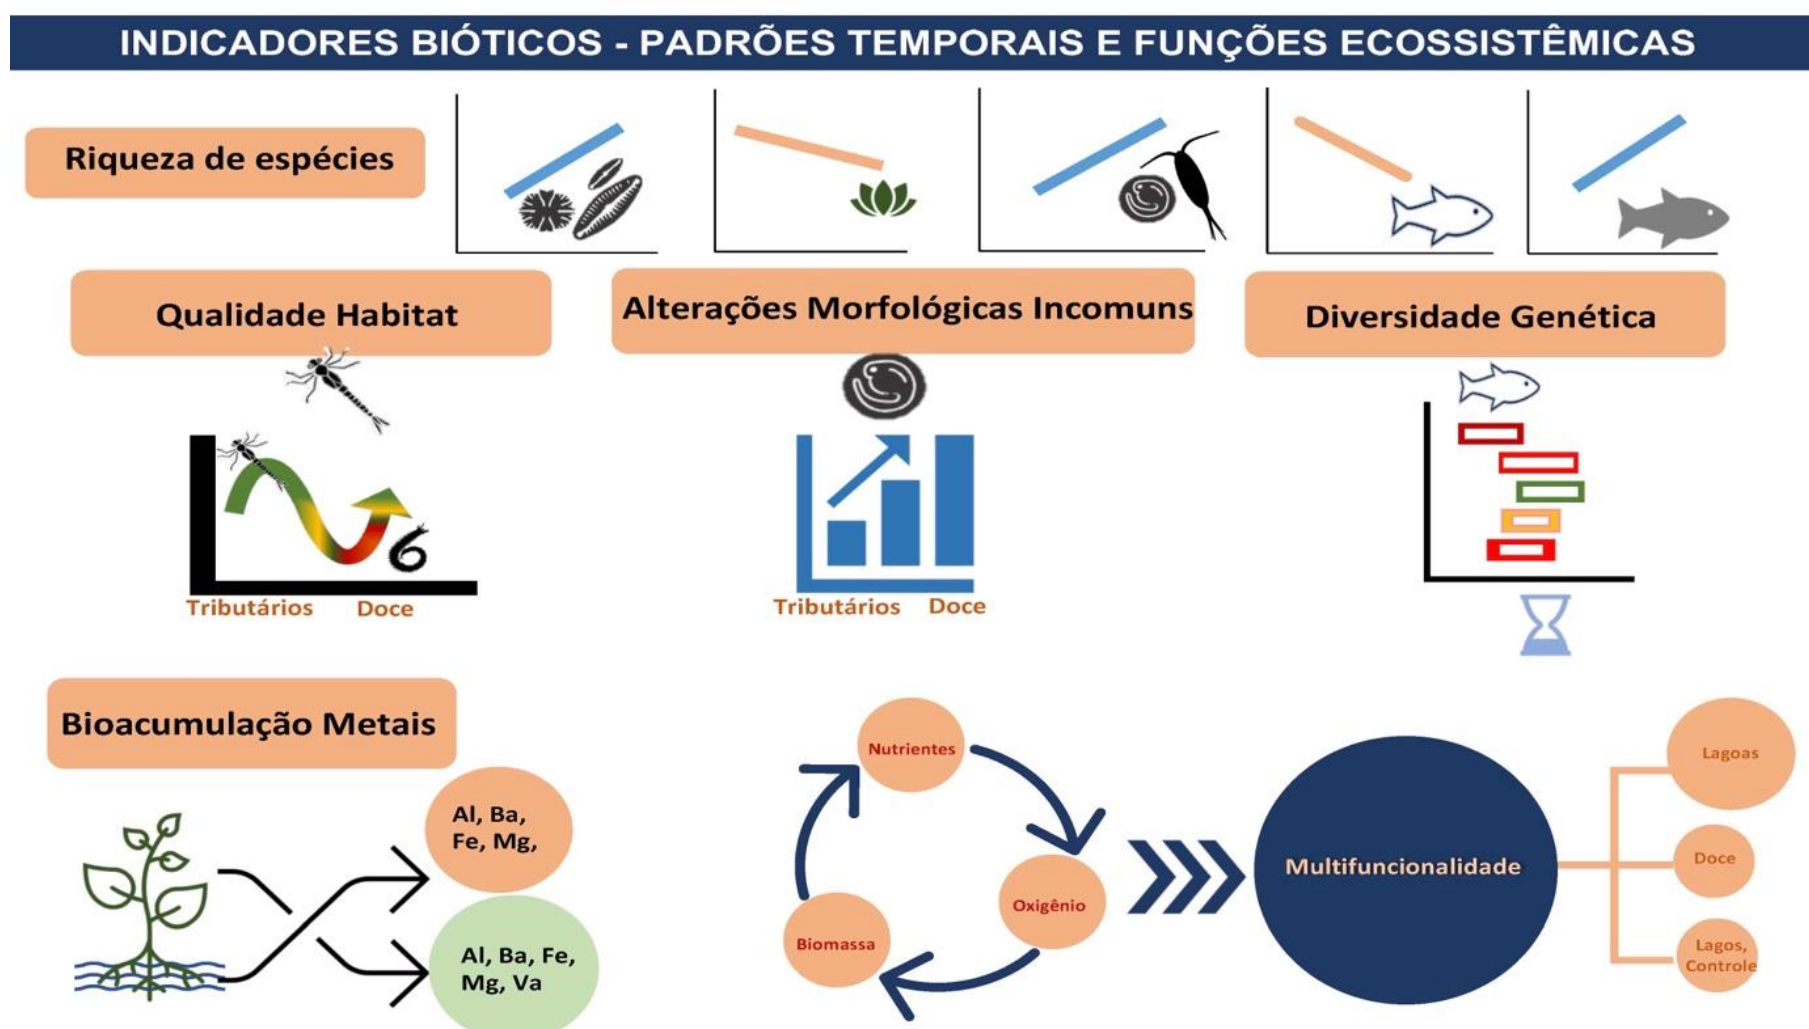 INDICADORES BIÓTICOS - PADRÕES TEMPORAIS E FUNÇÕES ECOSSISTÊMICAS
Riqueza de espécies
Qualidade Habitat
Alterações Morfológicas Incomuns
Diversidade Genética
Tributários
Doce
Tributários
Doce
Bioacumulação Metais
Al, Ba,
Fe, Mg,
Al, Ba, Fe,
Mg, Va
Nutrientes
Oxigênio
Biomassa
Multifuncionalidade
Lagoas
Doce
Lagos,
Controle